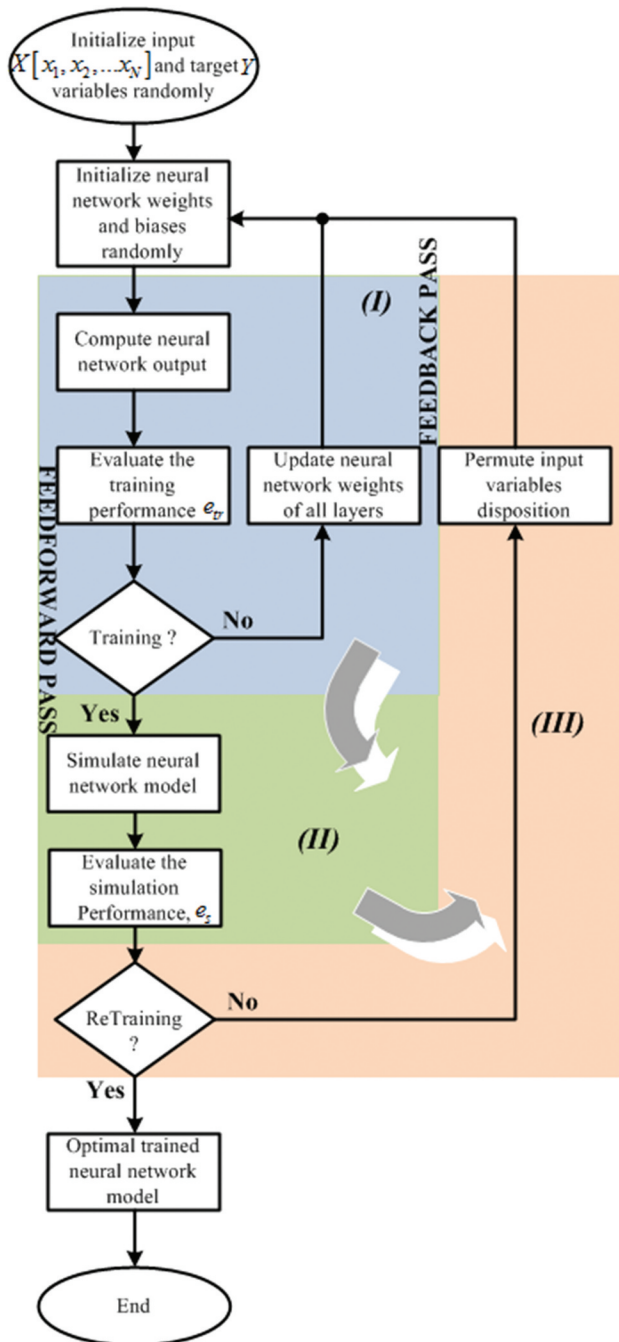 Initialize input
X[x₁, x₂, ...x_N] and target Y
variables randomly
Initialize neural
network weights
and biases
randomly
(I)
FEEDBACK PASS
Compute neural
network output
Evaluate the
training
performance e_tr
Update neural
network weights
of all layers
Permute input
variables
disposition
FEEDFORWARD PASS
Training ?
No
Yes
Simulate neural
network model
(III)
(II)
Evaluate the
simulation
Performance, e_s
ReTraining
?
No
Yes
Optimal trained
neural network
model
End